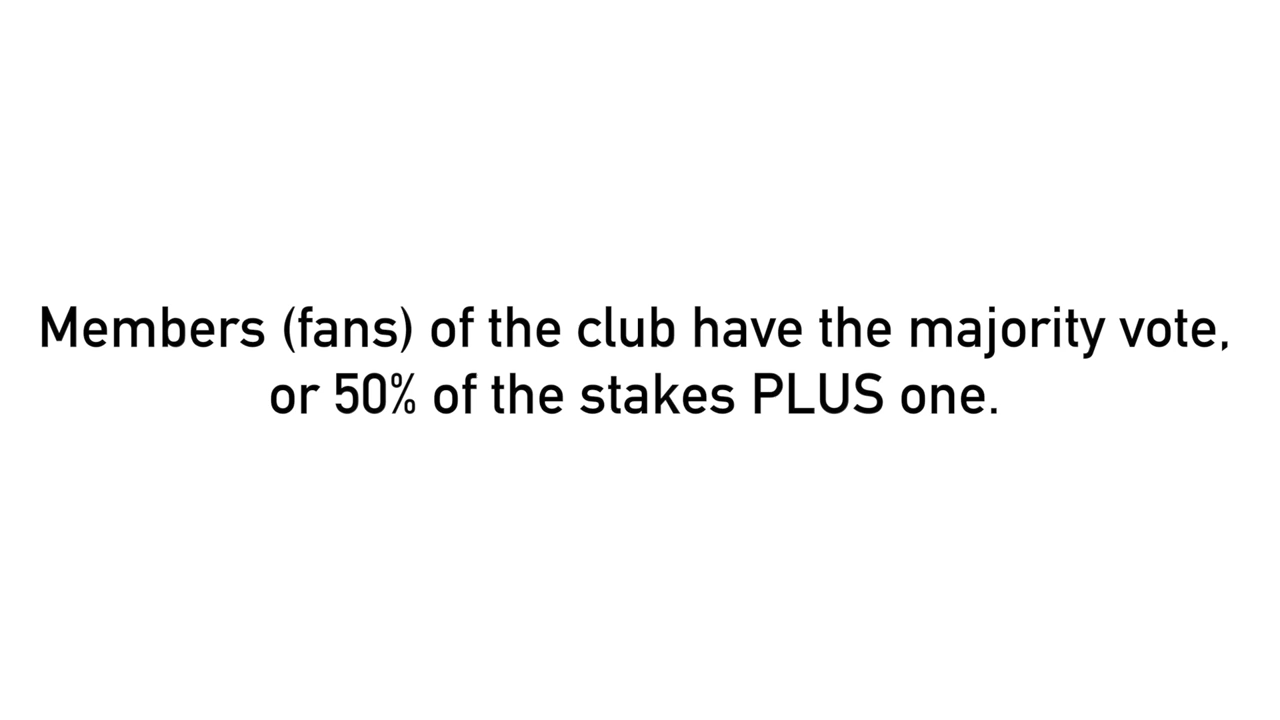 Members (fans) of the club have the majority vote,
or 50% of the stakes PLUS one.